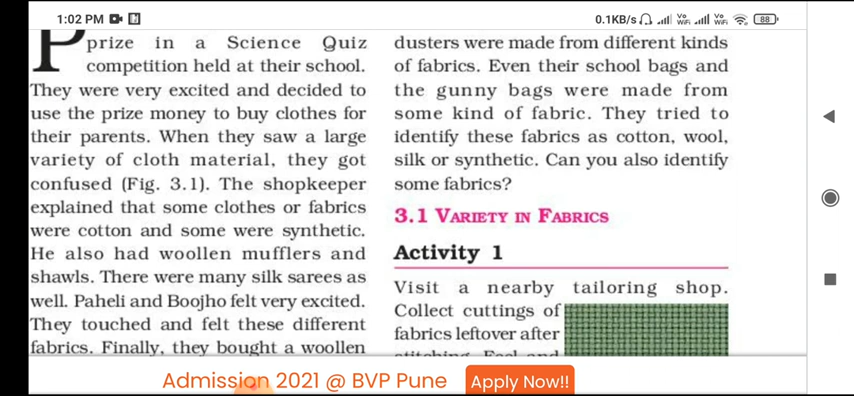 1:02 PM
0.1KB/s
Vo WiFi
Vo WiFi
88
P prize in a Science Quiz
competition held at their school.
They were very excited and decided to
use the prize money to buy clothes for
their parents. When they saw a large
variety of cloth material, they got
confused (Fig. 3.1). The shopkeeper
explained that some clothes or fabrics
were cotton and some were synthetic.
He also had woollen mufflers and
shawls. There were many silk sarees as
well. Paheli and Boojho felt very excited.
They touched and felt these different
fabrics. Finally, they bought a woollen
dusters were made from different kinds
of fabrics. Even their school bags and
the gunny bags were made from
some kind of fabric. They tried to
identify these fabrics as cotton, wool,
silk or synthetic. Can you also identify
some fabrics?
3.1 VARIETY IN FABRICS
Activity 1
Visit a nearby tailoring shop.
Collect cuttings of
fabrics leftover after
stitching. Feel and
Admission 2021 @ BVP Pune
Apply Now!!